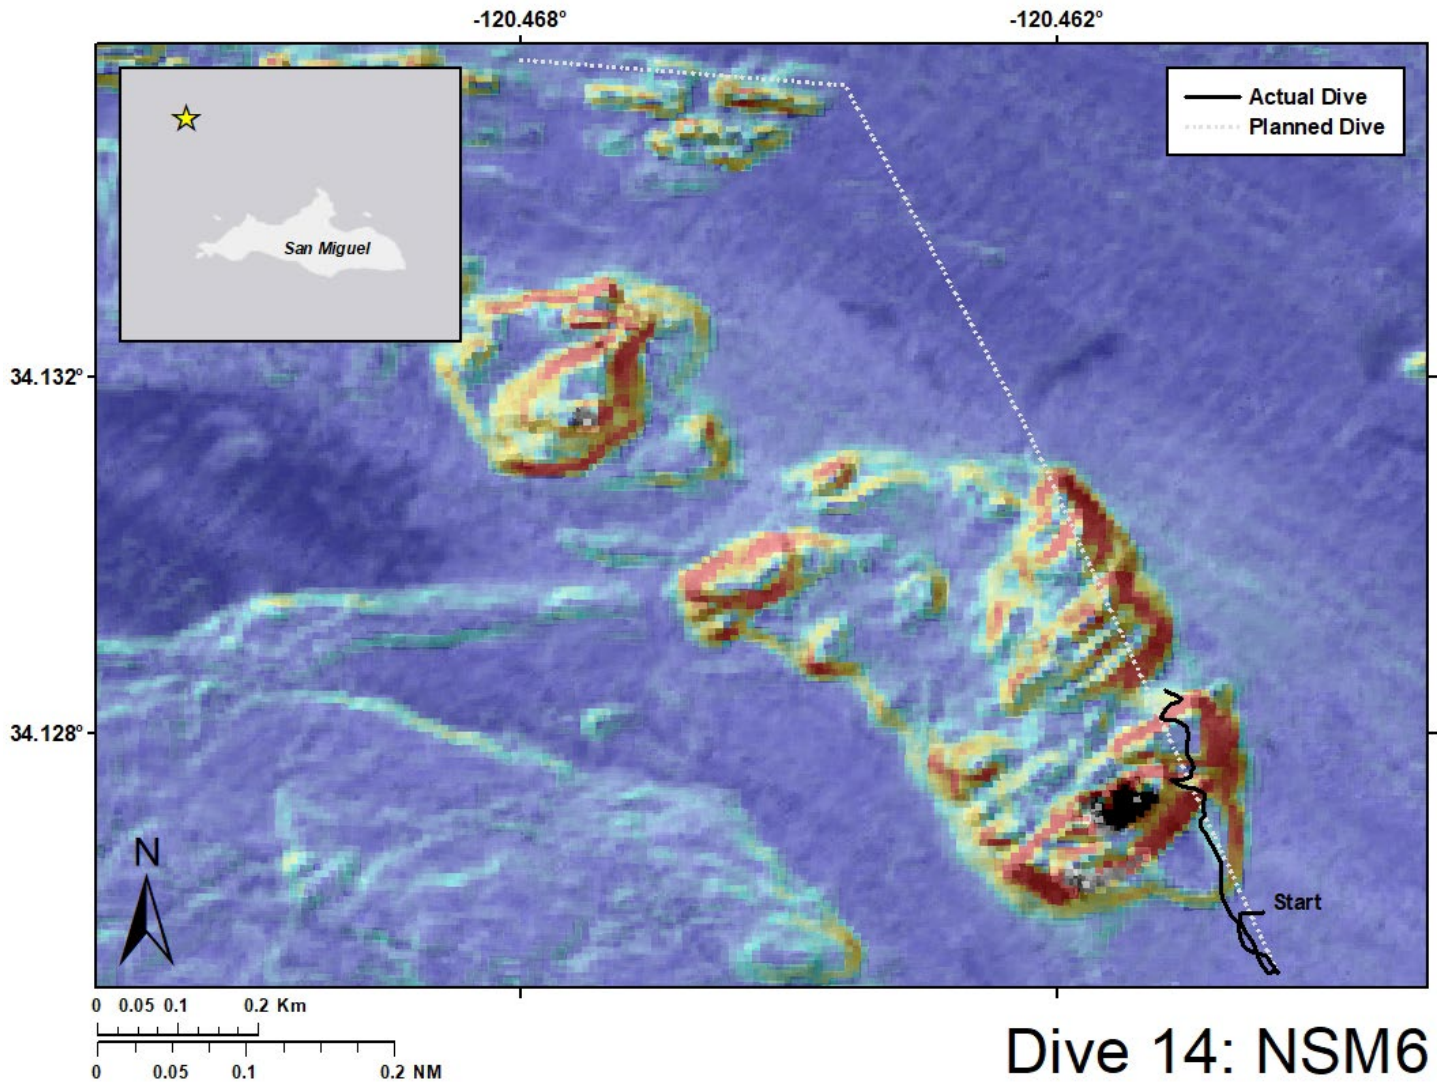 -120.468°
-120.462°
Actual Dive
Planned Dive
San Miguel
34.132°
34.128°
Start
N
0 0.05 0.1 0.2 Km
0 0.05 0.1 0.2 NM
Dive 14: NSM6